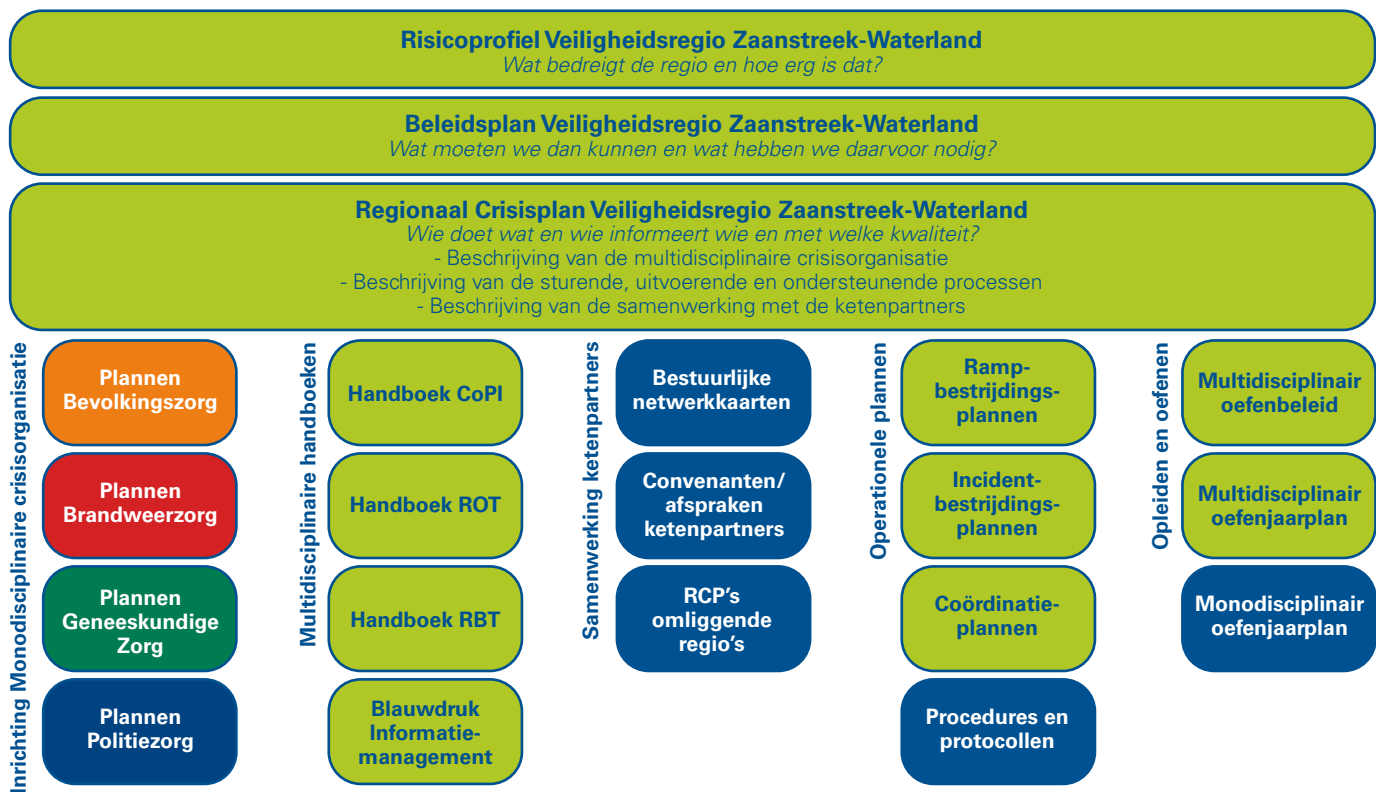 Risicoprofiel Veiligheidsregio Zaanstreek-Waterland
Wat bedreigt de regio en hoe erg is dat?
Beleidsplan Veiligheidsregio Zaanstreek-Waterland
Wat moeten we dan kunnen en wat hebben we daarvoor nodig?
Regionaal Crisisplan Veiligheidsregio Zaanstreek-Waterland
Wie doet wat en wie informeert wie en met welke kwaliteit?
- Beschrijving van de multidisciplinaire crisisorganisatie
- Beschrijving van de sturende, uitvoerende en ondersteunende processen
- Beschrijving van de samenwerking met de ketenpartners
Inrichting Monodisciplinaire crisisorganisatie
Plannen
Bevolkingszorg
Plannen
Brandweerzorg
Plannen
Geneeskundige
Zorg
Plannen
Politiezorg
Multidisciplinaire handboeken
Handboek CoPI
Handboek ROT
Handboek RBT
Blauwdruk
Informatie-
management
Samenwerking ketenpartners
Bestuurlijke
netwerkkaarten
Convenanten/
afspraken
ketenpartners
RCP's
omliggende
regio's
Operationele plannen
Ramp-
bestrijdings-
plannen
Incident-
bestrijdings-
plannen
Coördinatie-
plannen
Procedures en
protocollen
Opleiden en oefenen
Multidisciplinair
oefenbeleid
Multidisciplinair
oefenjaarplan
Monodisciplinair
oefenjaarplan